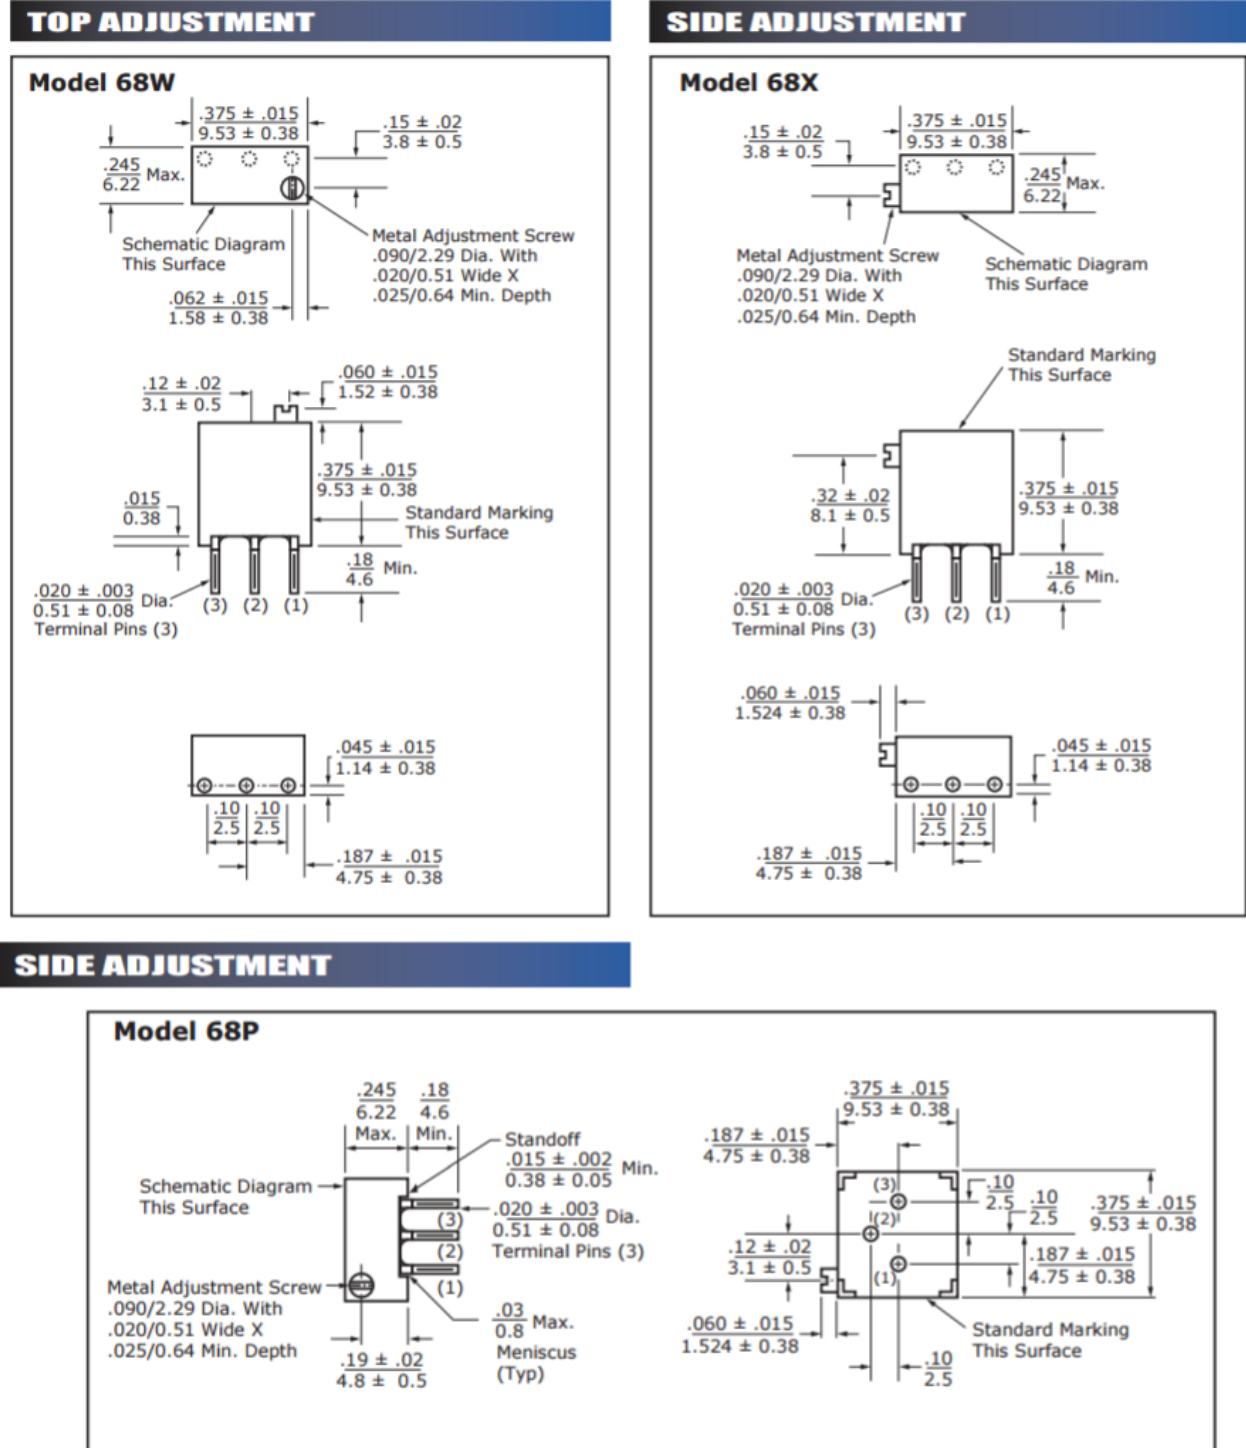 TOP ADJUSTMENT
Model 68W
.375 ± .015
9.53 ± 0.38
.15 ± .02
3.8 ± 0.5
.245
6.22
Max.
Schematic Diagram
This Surface
Metal Adjustment Screw
.090/2.29 Dia. With
.020/0.51 Wide X
.025/0.64 Min. Depth
.062 ± .015
1.58 ± 0.38
.12 ± .02
3.1 ± 0.5
.060 ± .015
1.52 ± 0.38
.375 ± .015
9.53 ± 0.38
.015
0.38
Standard Marking
This Surface
.18
4.6
Min.
.020 ± .003
0.51 ± 0.08
Dia.
Terminal Pins (3)
(3) (2) (1)
.045 ± .015
1.14 ± 0.38
.10 .10
2.5 2.5
.187 ± .015
4.75 ± 0.38
SIDE ADJUSTMENT
Model 68X
.15 ± .02
3.8 ± 0.5
.375 ± .015
9.53 ± 0.38
.245
6.22
Max.
Metal Adjustment Screw
.090/2.29 Dia. With
.020/0.51 Wide X
.025/0.64 Min. Depth
Schematic Diagram
This Surface
Standard Marking
This Surface
.32 ± .02
8.1 ± 0.5
.375 ± .015
9.53 ± 0.38
.18
4.6
Min.
.020 ± .003
0.51 ± 0.08
Dia.
Terminal Pins (3)
(3) (2) (1)
.060 ± .015
1.524 ± 0.38
.045 ± .015
1.14 ± 0.38
.10 .10
2.5 2.5
.187 ± .015
4.75 ± 0.38
SIDE ADJUSTMENT
Model 68P
.245 .18
6.22 4.6
Max. Min.
Standoff
.015 ± .002
0.38 ± 0.05
Min.
Schematic Diagram
This Surface
.020 ± .003
0.51 ± 0.08
Dia.
Terminal Pins (3)
(3)
(2)
(1)
Metal Adjustment Screw
.090/2.29 Dia. With
.020/0.51 Wide X
.025/0.64 Min. Depth
.03
0.8
Max.
Meniscus
(Typ)
.19 ± .02
4.8 ± 0.5
.375 ± .015
9.53 ± 0.38
.187 ± .015
4.75 ± 0.38
(3)
(2)
(1)
.10
2.5
.10
2.5
.375 ± .015
9.53 ± 0.38
.12 ± .02
3.1 ± 0.5
.187 ± .015
4.75 ± 0.38
.060 ± .015
1.524 ± 0.38
.10
2.5
Standard Marking
This Surface